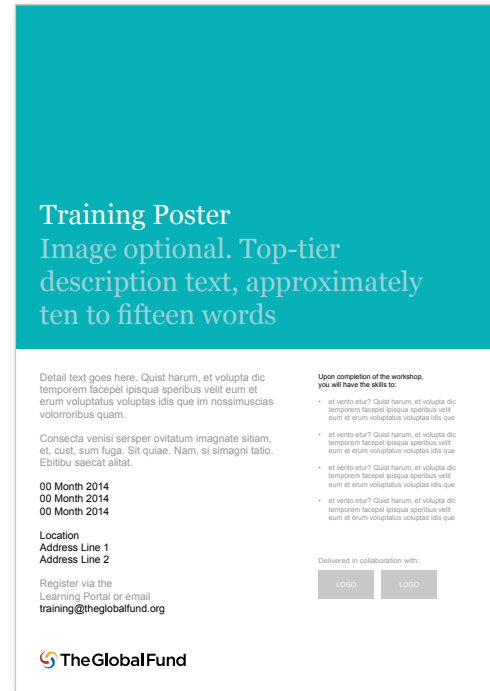 Training Poster
Image optional. Top-tier
description text, approximately
ten to fifteen words
Detail text goes here. Quist harum, et volupta dic
temporem facepel ipisqua speribus velit eum et
erum voluptatus voluptas idis que im nossimuscias
volorroribus quam.
Consecta venisi sersper ovitatum imagnate sitiam,
et, cust, sum fuga. Sit quiae. Nam, si simagni tatio.
Ebitibu saecat alitat.
00 Month 2014
00 Month 2014
00 Month 2014
Location
Address Line 1
Address Line 2
Register via the
Learning Portal or email
training@theglobalfund.org
Upon completion of the workshop,
you will have the skills to:
• et vento etur? Quist harum, et volupta dic
temporem facepel ipisqua speribus velit
eum et erum voluptatus voluptas idis que
• et vento etur? Quist harum, et volupta dic
temporem facepel ipisqua speribus velit
eum et erum voluptatus voluptas idis que
• et vento etur? Quist harum, et volupta dic
temporem facepel ipisqua speribus velit
eum et erum voluptatus voluptas idis que
• et vento etur? Quist harum, et volupta dic
temporem facepel ipisqua speribus velit
eum et erum voluptatus voluptas idis que
Delivered in collaboration with:
LOGO LOGO
The Global Fund